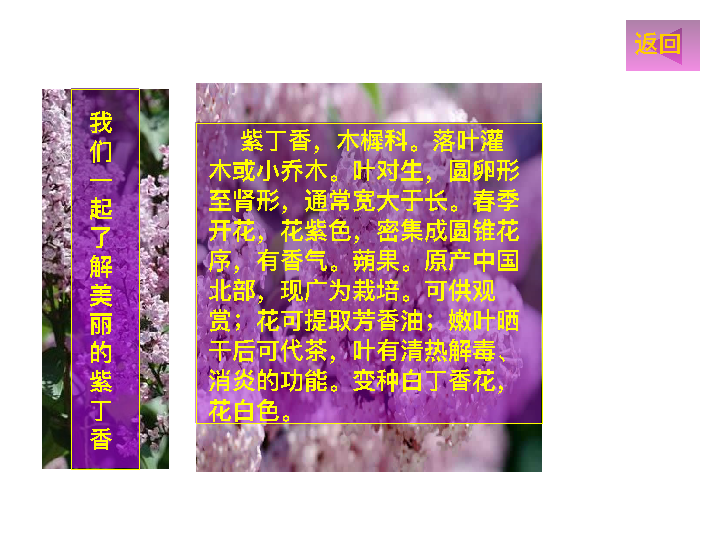 返回
我们一起了解美丽的紫丁香
紫丁香，木樨科。落叶灌
木或小乔木。叶对生，圆卵形
至肾形，通常宽大于长。春季
开花，花紫色，密集成圆锥花
序，有香气。蒴果。原产中国
北部，现广为栽培。可供观
赏；花可提取芳香油；嫩叶晒
干后可代茶，叶有清热解毒、
消炎的功能。变种白丁香花，
花白色。